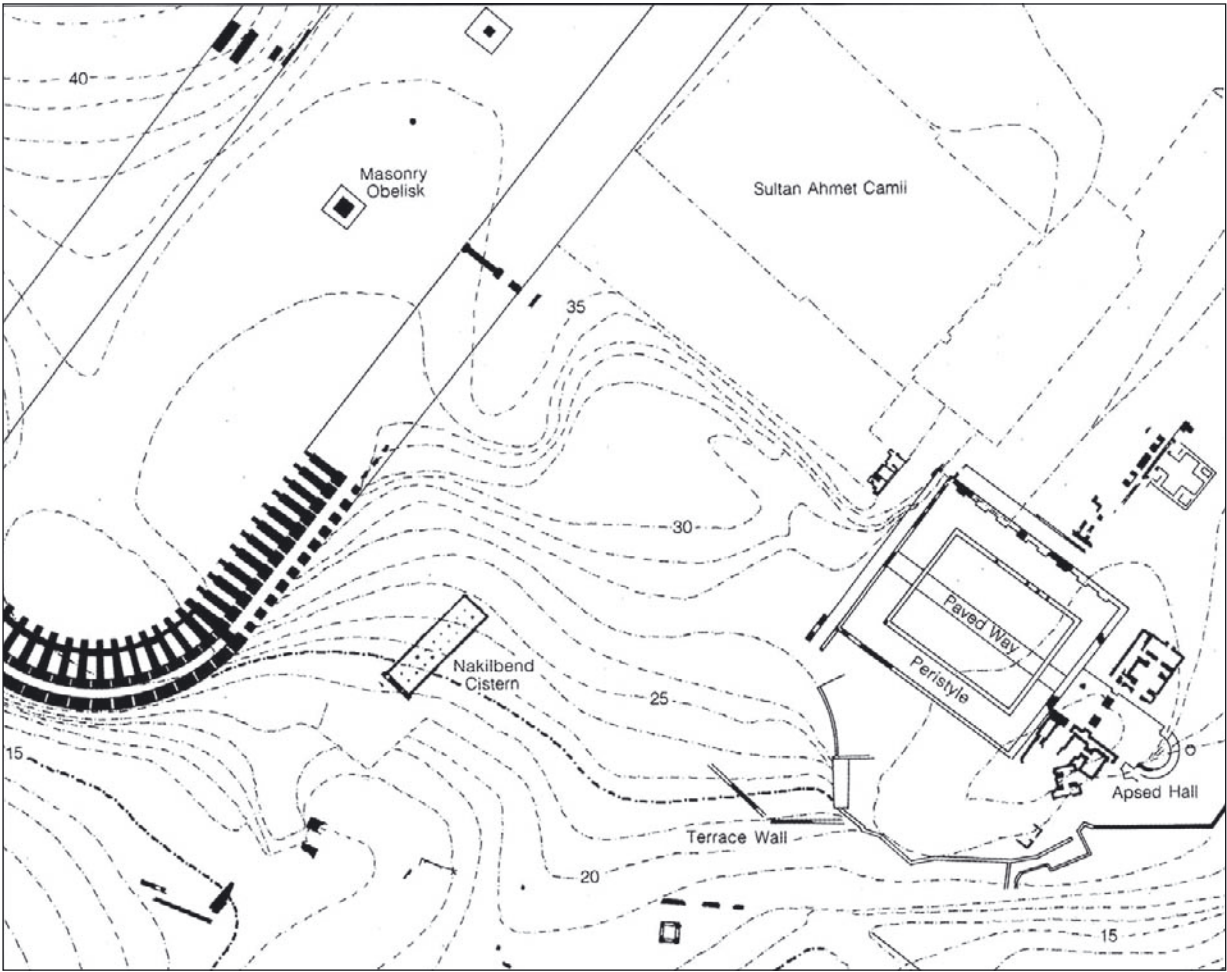 40
Masonry
Obelisk
Sultan Ahmet Camii
35
30
Paved Way
Peristyle
Nakilbend
Cistern
25
15
Apsed Hall
Terrace Wall
20
15